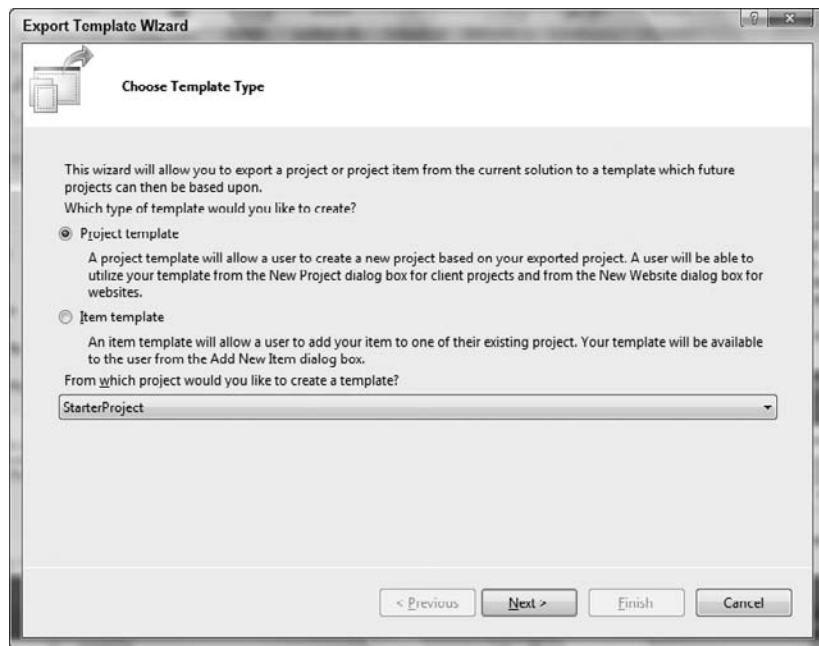 Export Template Wizard
Choose Template Type
This wizard will allow you to export a project or project item from the current solution to a template which future
projects can then be based upon.
Which type of template would you like to create?
Project template
A project template will allow a user to create a new project based on your exported project. A user will be able to
utilize your template from the New Project dialog box for client projects and from the New Website dialog box for
websites.
Item template
An item template will allow a user to add your item to one of their existing project. Your template will be available
to the user from the Add New Item dialog box.
From which project would you like to create a template?
StarterProject
< Previous Next > Finish Cancel